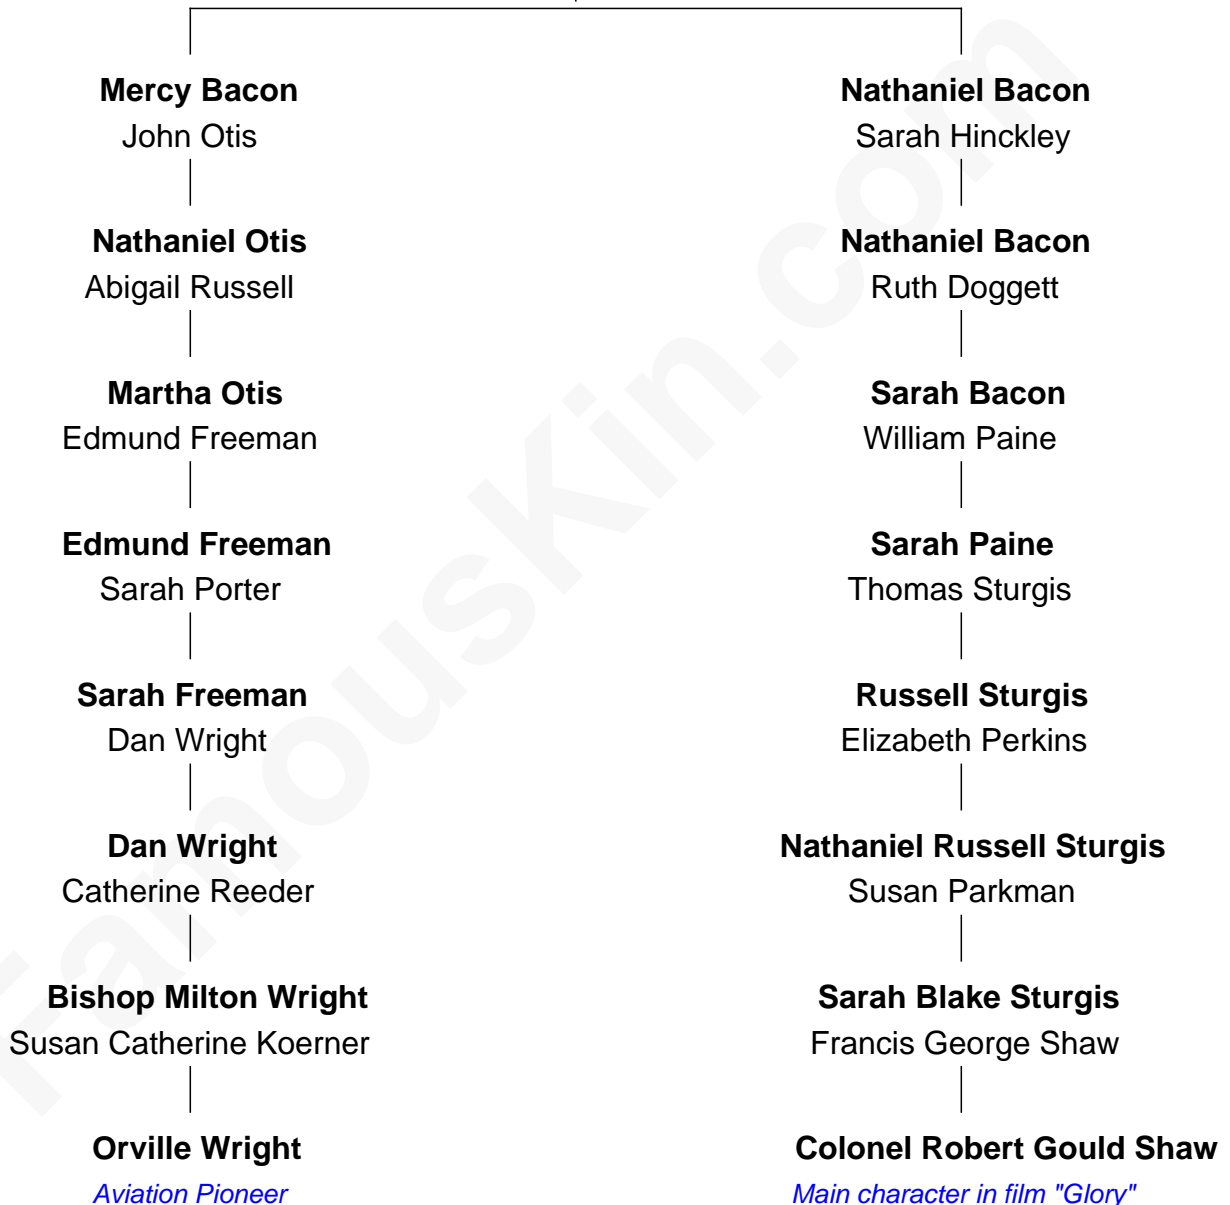 Mercy Bacon
John Otis
Nathaniel Otis
Abigail Russell
Martha Otis
Edmund Freeman
Edmund Freeman
Sarah Porter
Sarah Freeman
Dan Wright
Dan Wright
Catherine Reeder
Bishop Milton Wright
Susan Catherine Koerner
Orville Wright
Aviation Pioneer
Nathaniel Bacon
Sarah Hinckley
Nathaniel Bacon
Ruth Doggett
Sarah Bacon
William Paine
Sarah Paine
Thomas Sturgis
Russell Sturgis
Elizabeth Perkins
Nathaniel Russell Sturgis
Susan Parkman
Sarah Blake Sturgis
Francis George Shaw
Colonel Robert Gould Shaw
Main character in film "Glory"
FamousKin.com